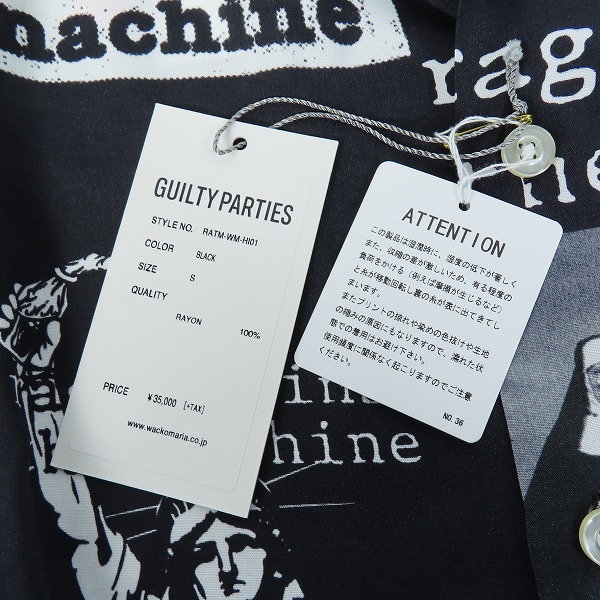 machine
rag
ne
GUILTY PARTIES
STYLE NO. RATM-WM-HI01
COLOR BLACK
SIZE S
QUALITY
RAYON 100%
PRICE ¥35,000 [+TAX]
www.wackomaria.co.jp
ATTENTION
この製品は湿潤時に、湿度の低下が著しく
また、収縮の差が激しいため、有る程度の
負荷をかける（例えば摩擦が生じるなど）
と糸が移動回転し裏の糸が表に出てきてし
まいます。
またプリントの掠れや染めの色抜けや生地
の縮みの原因にもなりますので、濡れた状
態での着用はお避け下さい。
使用頻度に関係なく起こりますのでご注意
ください。
NO.36
ina
chine